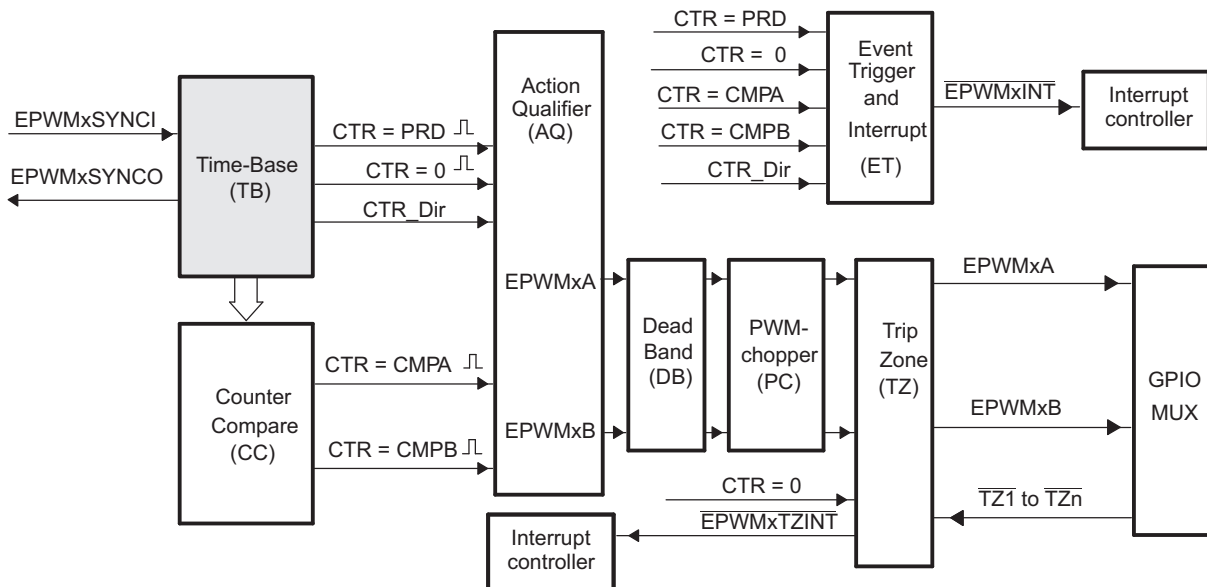 EPWMxSYNCI
EPWMxSYNCO
Time-Base
(TB)
CTR = PRD
CTR = 0
CTR_Dir
Counter
Compare
(CC)
CTR = CMPA
CTR = CMPB
Action
Qualifier
(AQ)
EPWMxA
EPWMxB
CTR = PRD
CTR = 0
CTR = CMPA
CTR = CMPB
CTR_Dir
Event
Trigger
and
Interrupt
(ET)
EPWMxINT
Interrupt
controller
Dead
Band
(DB)
PWM-
chopper
(PC)
Trip
Zone
(TZ)
EPWMxA
EPWMxB
TZ1 to TZn
GPIO
MUX
CTR = 0
EPWMxTZINT
Interrupt
controller